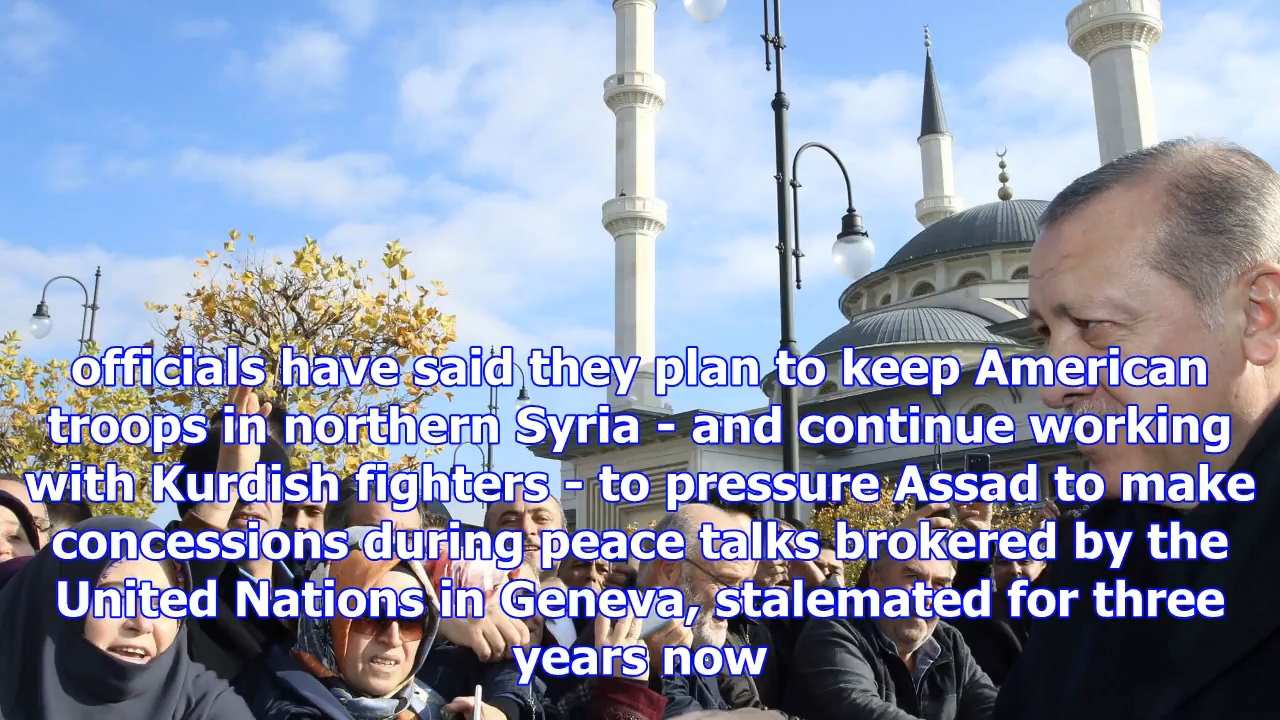 officials have said they plan to keep American
troops in northern Syria - and continue working
with Kurdish fighters - to pressure Assad to make
concessions during peace talks brokered by the
United Nations in Geneva, stalemated for three
years now